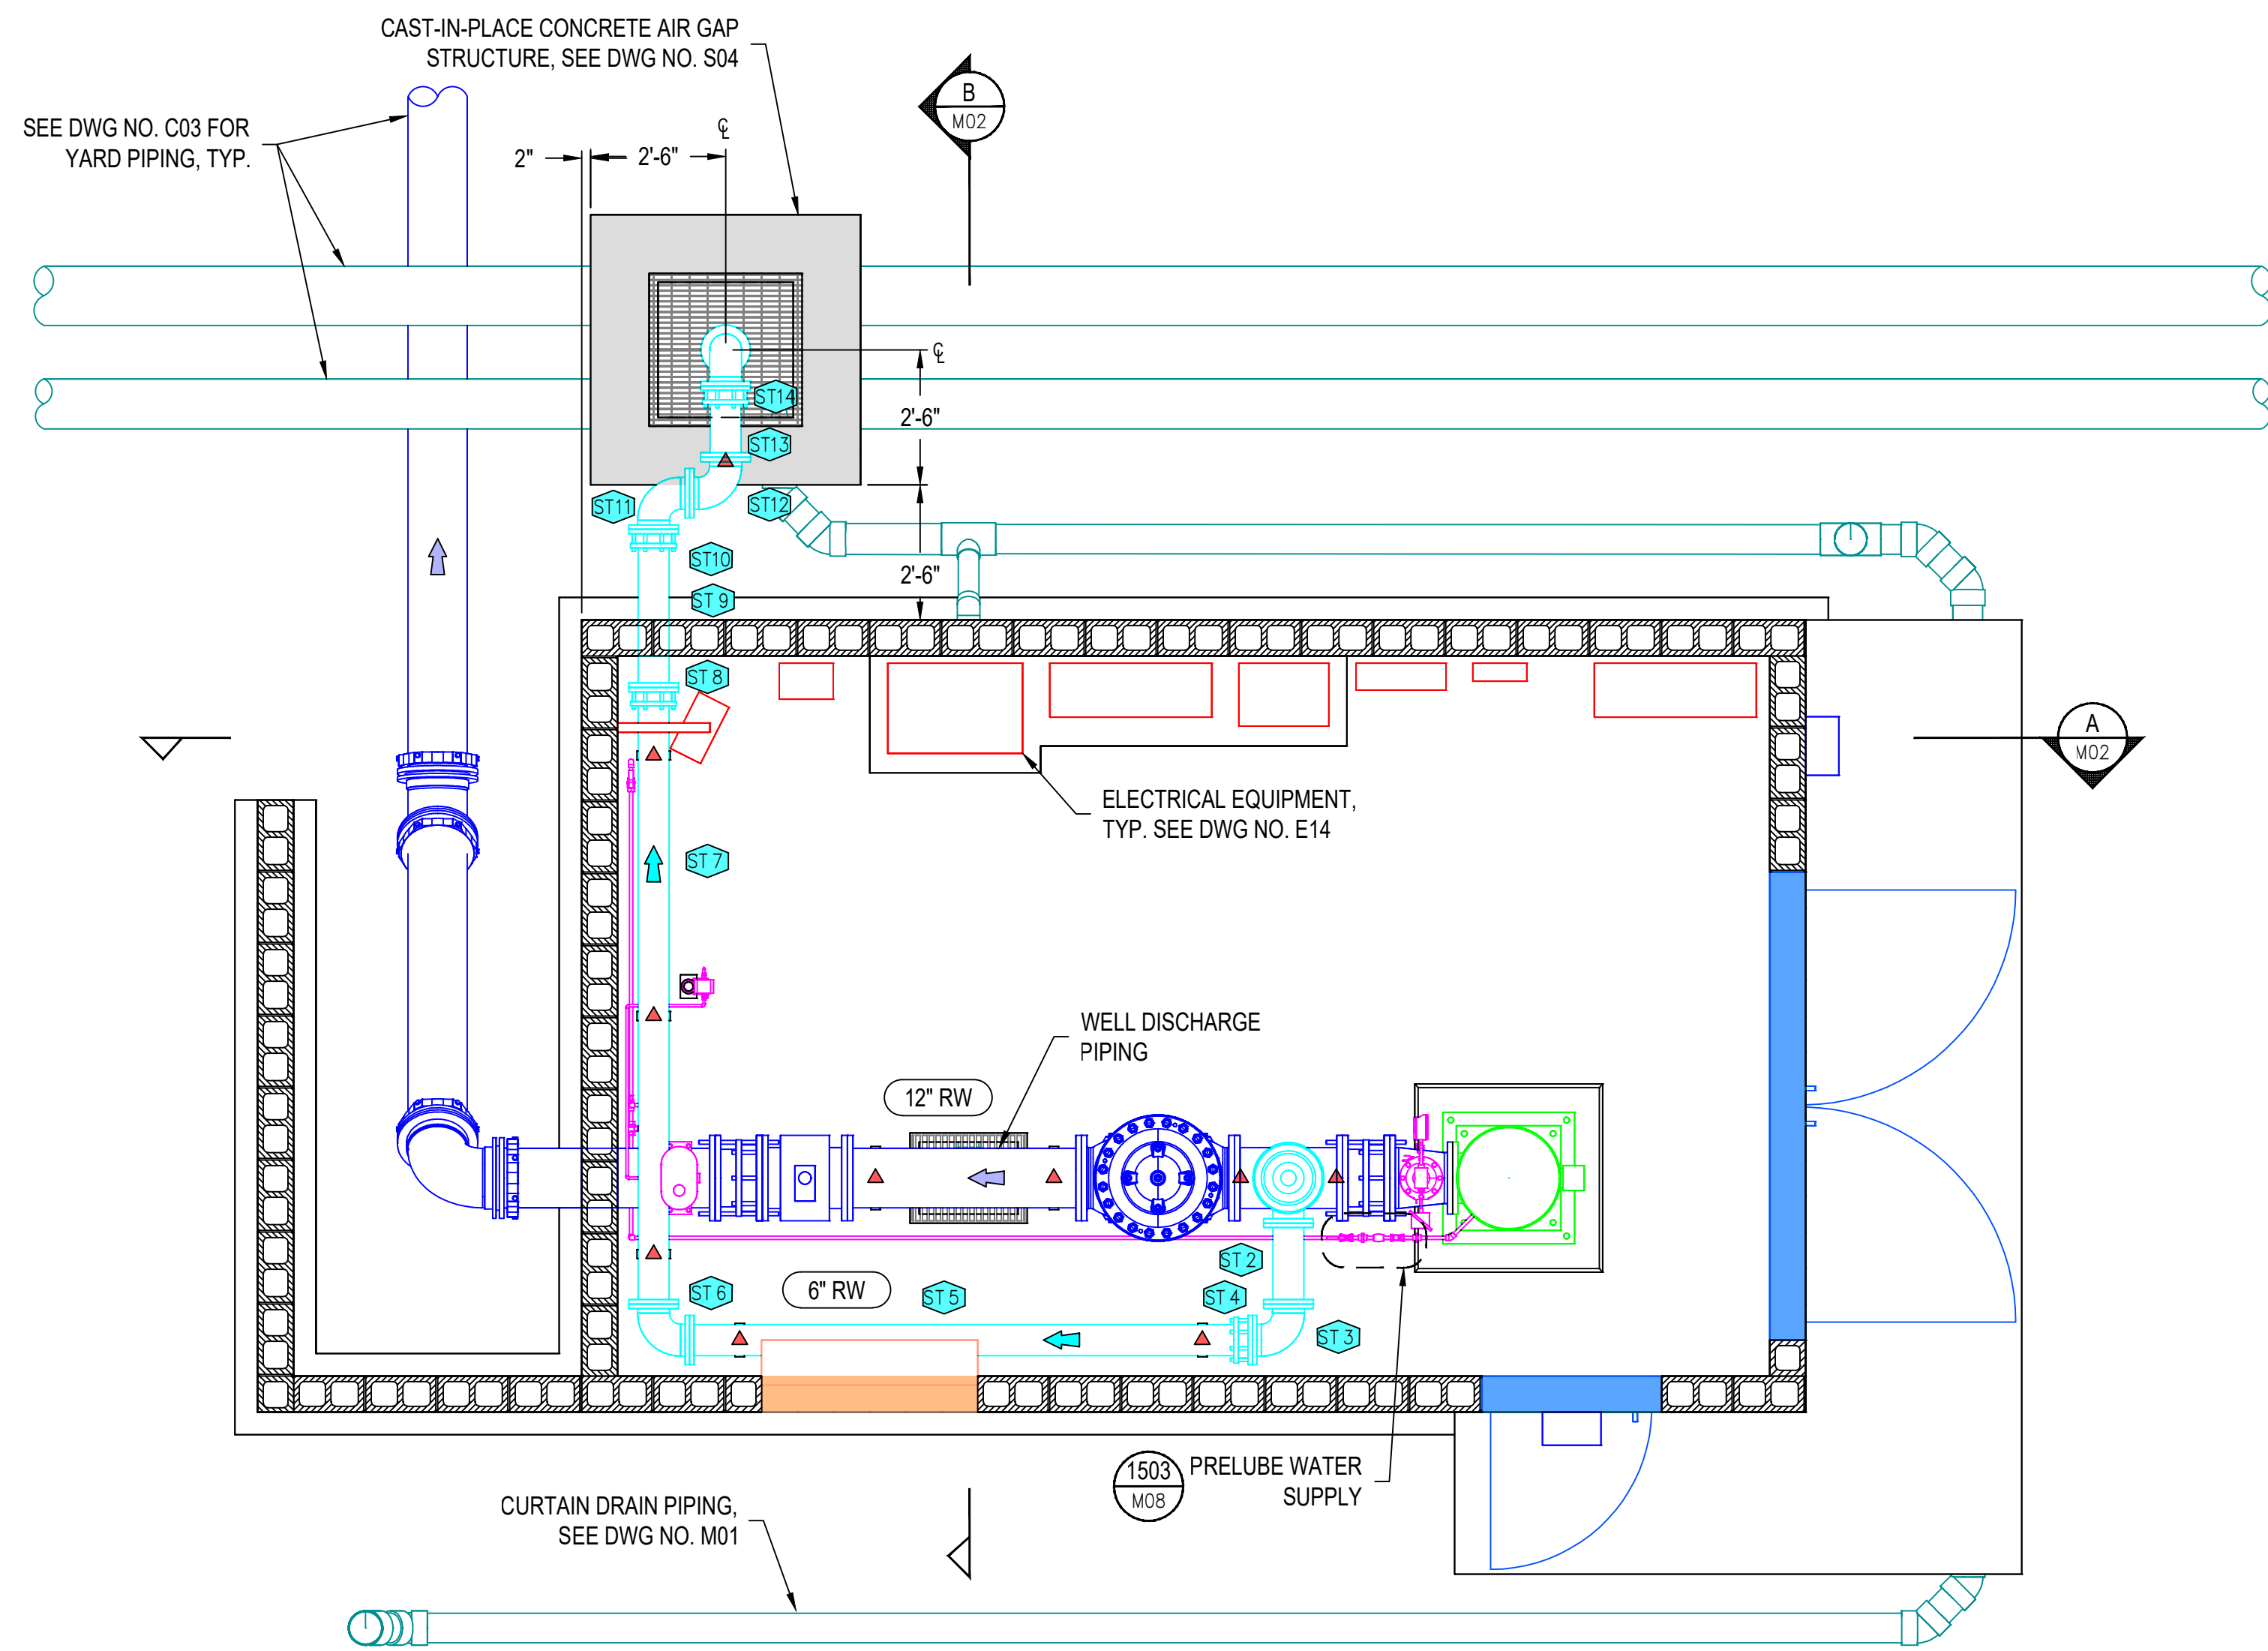 CAST-IN-PLACE CONCRETE AIR GAP
STRUCTURE, SEE DWG NO. S04
B
M02
SEE DWG NO. C03 FOR
YARD PIPING, TYP.
℄
2"
2'-6"
℄
ST14
2'-6"
ST13
ST11
ST12
ST10
2'-6"
ST 9
ST 8
A
M02
ELECTRICAL EQUIPMENT,
TYP. SEE DWG NO. E14
ST 7
WELL DISCHARGE
PIPING
12" RW
ST 2
ST 6
6" RW
ST 5
ST 4
ST 3
1503
M08
PRELUBE WATER
SUPPLY
CURTAIN DRAIN PIPING,
SEE DWG NO. M01